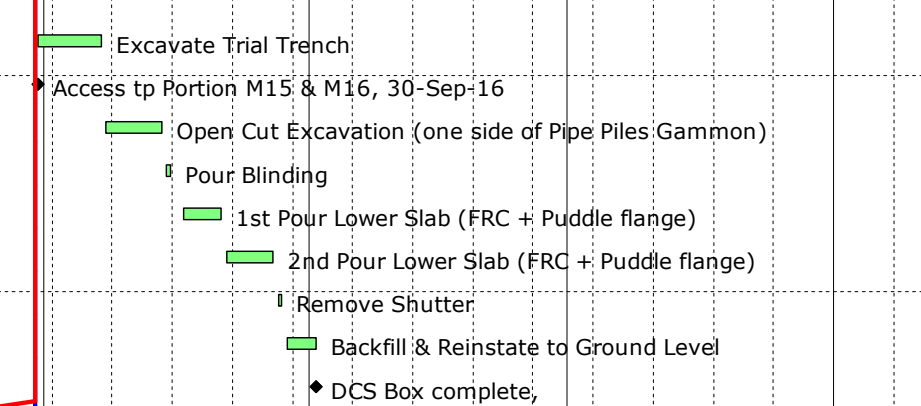 Excavate Trial Trench
Access tp Portion M15 & M16, 30-Sep-16
Open Cut Excavation (one side of Pipe Piles Gammon)
Pour Blinding
1st Pour Lower Slab (FRC + Puddle flange)
2nd Pour Lower Slab (FRC + Puddle flange)
Remove Shutter
Backfill & Reinstate to Ground Level
DCS Box complete,